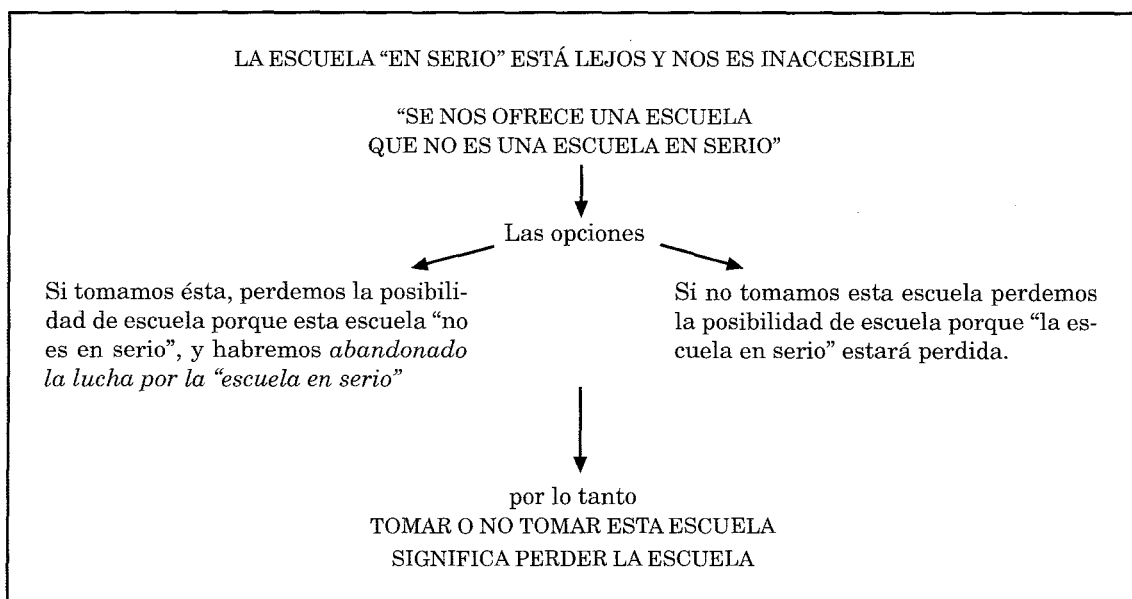 LA ESCUELA “EN SERIO” ESTÁ LEJOS Y NOS ES INACCESIBLE
“SE NOS OFRECE UNA ESCUELA
QUE NO ES UNA ESCUELA EN SERIO”
Las opciones
Si tomamos ésta, perdemos la posibili-
dad de escuela porque esta escuela “no
es en serio”, y habremos abandonado
la lucha por la “escuela en serio”
Si no tomamos esta escuela perdemos
la posibilidad de escuela porque “la es-
cuela en serio” estará perdida.
por lo tanto
TOMAR O NO TOMAR ESTA ESCUELA
SIGNIFICA PERDER LA ESCUELA